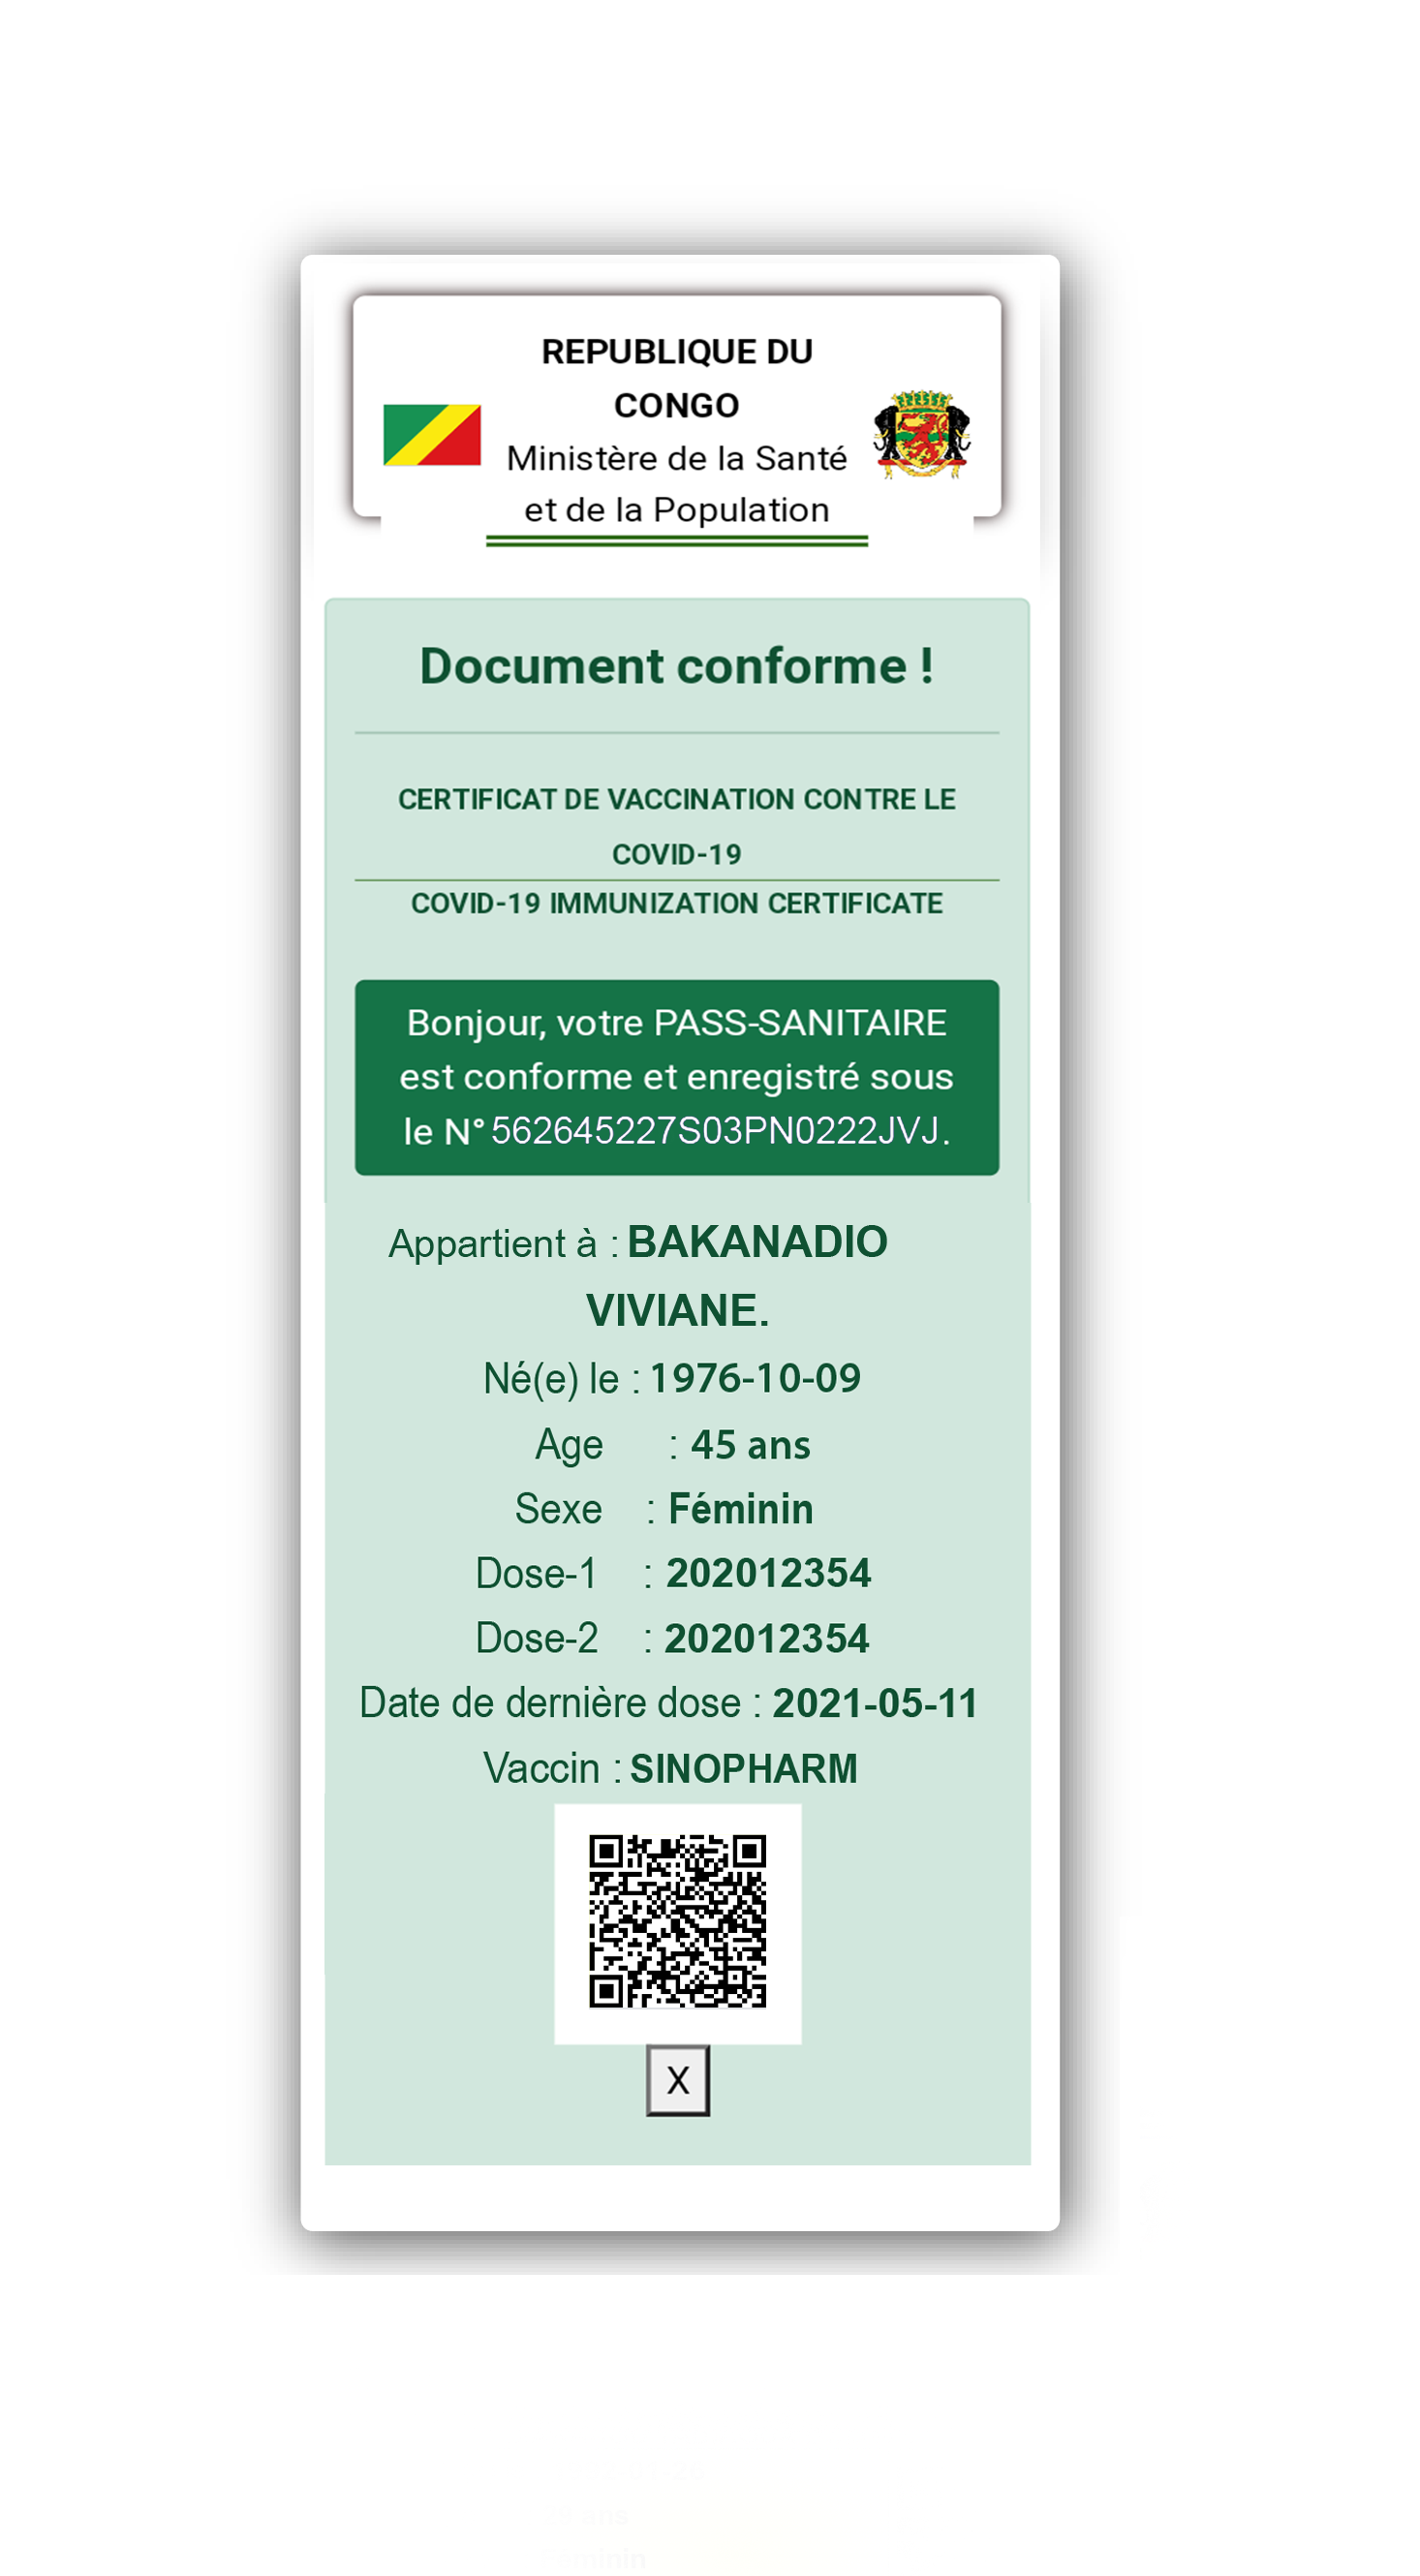 REPUBLIQUE DU
CONGO
Ministère de la Santé
et de la Population
Document conforme !
CERTIFICAT DE VACCINATION CONTRE LE
COVID-19
COVID-19 IMMUNIZATION CERTIFICATE
Bonjour, votre PASS-SANITAIRE
est conforme et enregistré sous
le N° 562645227S03PN0222JVJ.
Appartient à : BAKANADIO
VIVIANE.
Né(e) le : 1976-10-09
Age : 45 ans
Sexe : Féminin
Dose-1 : 202012354
Dose-2 : 202012354
Date de dernière dose : 2021-05-11
Vaccin : SINOPHARM
X